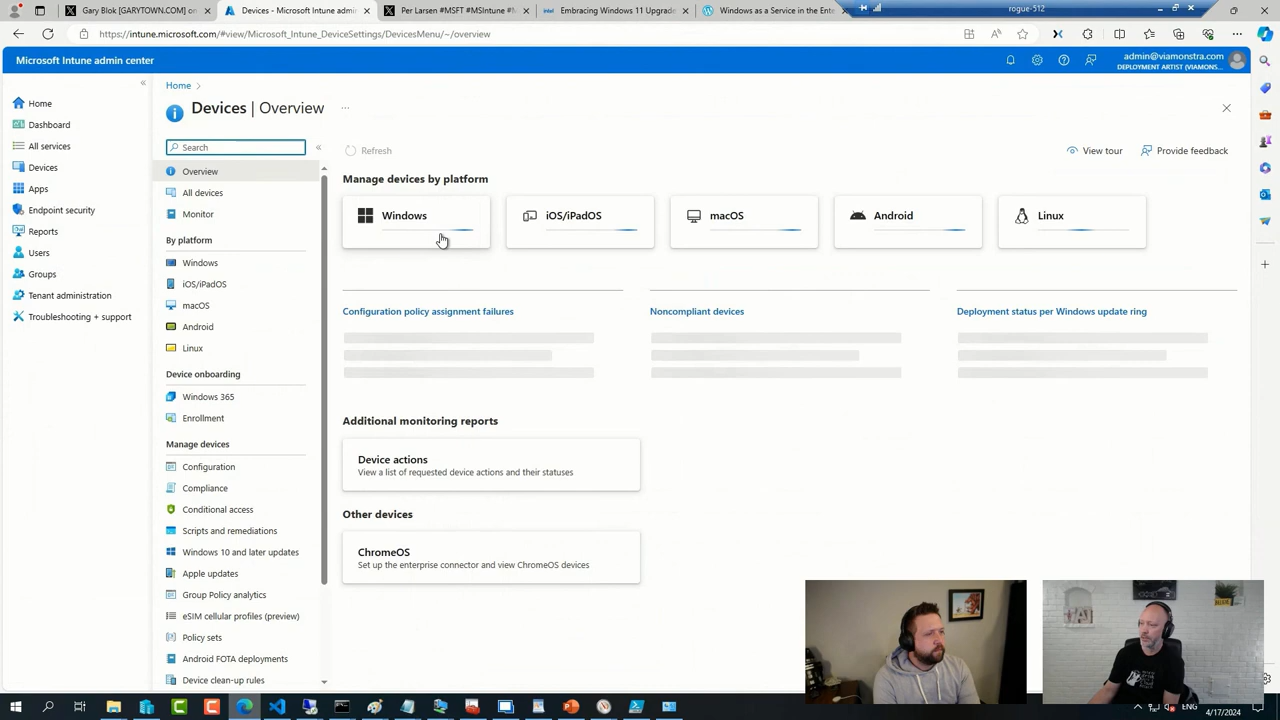 Gary Blok [GARYTOWN.COM] on
Devices - Microsoft Intune admin
Per Larsen #MSFT #MSIntune #M
Embracing Windows 11 Upgrade
Windows as a Service in the Ente
rogue-512
https://intune.microsoft.com/#view/Microsoft_Intune_DeviceSettings/DevicesMenu/~/overview
Microsoft Intune admin center
admin@viamonstra.com
DEPLOYMENT ARTIST (VIAMONS...
Home
Dashboard
All services
Devices
Apps
Endpoint security
Reports
Users
Groups
Tenant administration
Troubleshooting + support
Home
Devices | Overview
...
Search
Overview
All devices
Monitor
By platform
Windows
iOS/iPadOS
macOS
Android
Linux
Device onboarding
Windows 365
Enrollment
Manage devices
Configuration
Compliance
Conditional access
Scripts and remediations
Windows 10 and later updates
Apple updates
Group Policy analytics
eSIM cellular profiles (preview)
Policy sets
Android FOTA deployments
Device clean-up rules
Refresh
View tour
Provide feedback
Manage devices by platform
Windows
iOS/iPadOS
macOS
Android
Linux
Configuration policy assignment failures
Noncompliant devices
Deployment status per Windows update ring
Additional monitoring reports
Device actions
View a list of requested device actions and their statuses
Other devices
ChromeOS
Set up the enterprise connector and view ChromeOS devices
ENG
4/17/2024